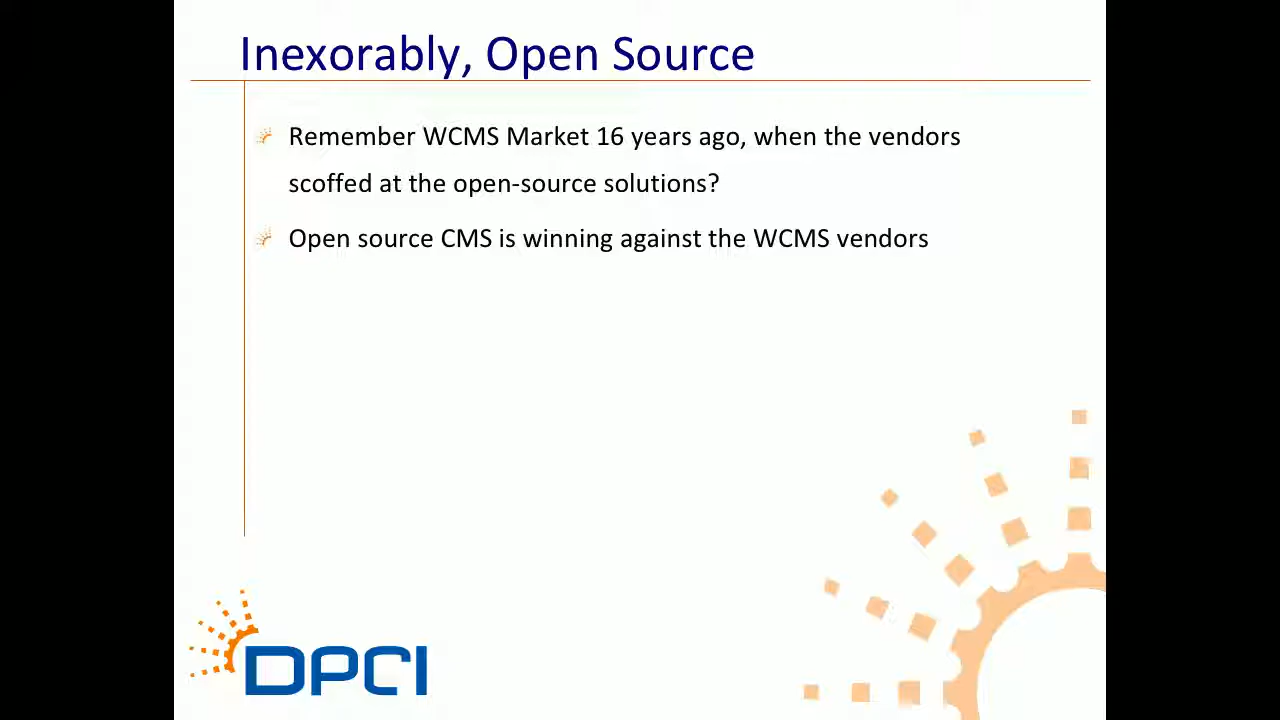 Inexorably, Open Source
Remember WCMS Market 16 years ago, when the vendors
scoffed at the open-source solutions?
Open source CMS is winning against the WCMS vendors
DPCI